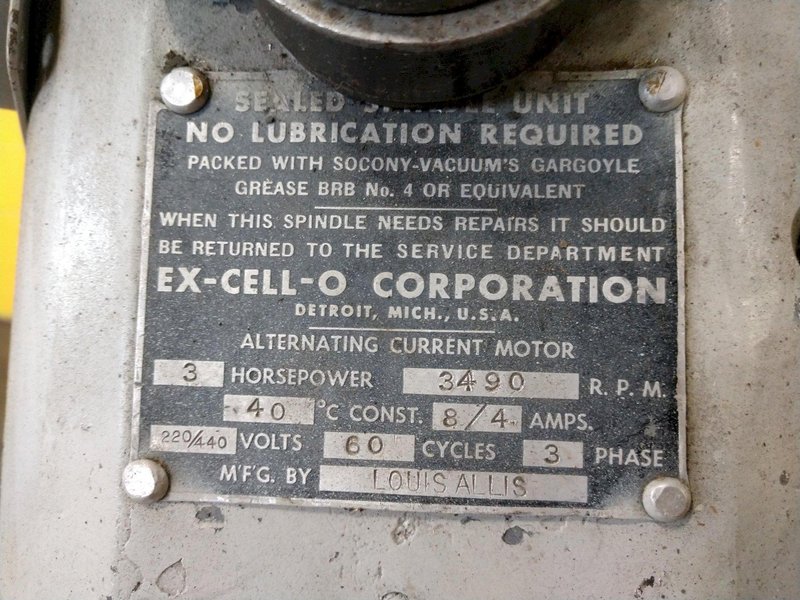 SEALED SPINDLE UNIT
NO LUBRICATION REQUIRED
PACKED WITH SOCONY-VACUUM'S GARGOYLE
GREASE BRB No. 4 OR EQUIVALENT
WHEN THIS SPINDLE NEEDS REPAIRS IT SHOULD
BE RETURNED TO THE SERVICE DEPARTMENT
EX-CELL-O CORPORATION
DETROIT, MICH., U.S.A.
ALTERNATING CURRENT MOTOR
3 HORSEPOWER 3490 R.P.M.
40 °C CONST. 8/4 AMPS.
220/440 VOLTS 60 CYCLES 3 PHASE
M'F'G. BY LOUIS ALLIS